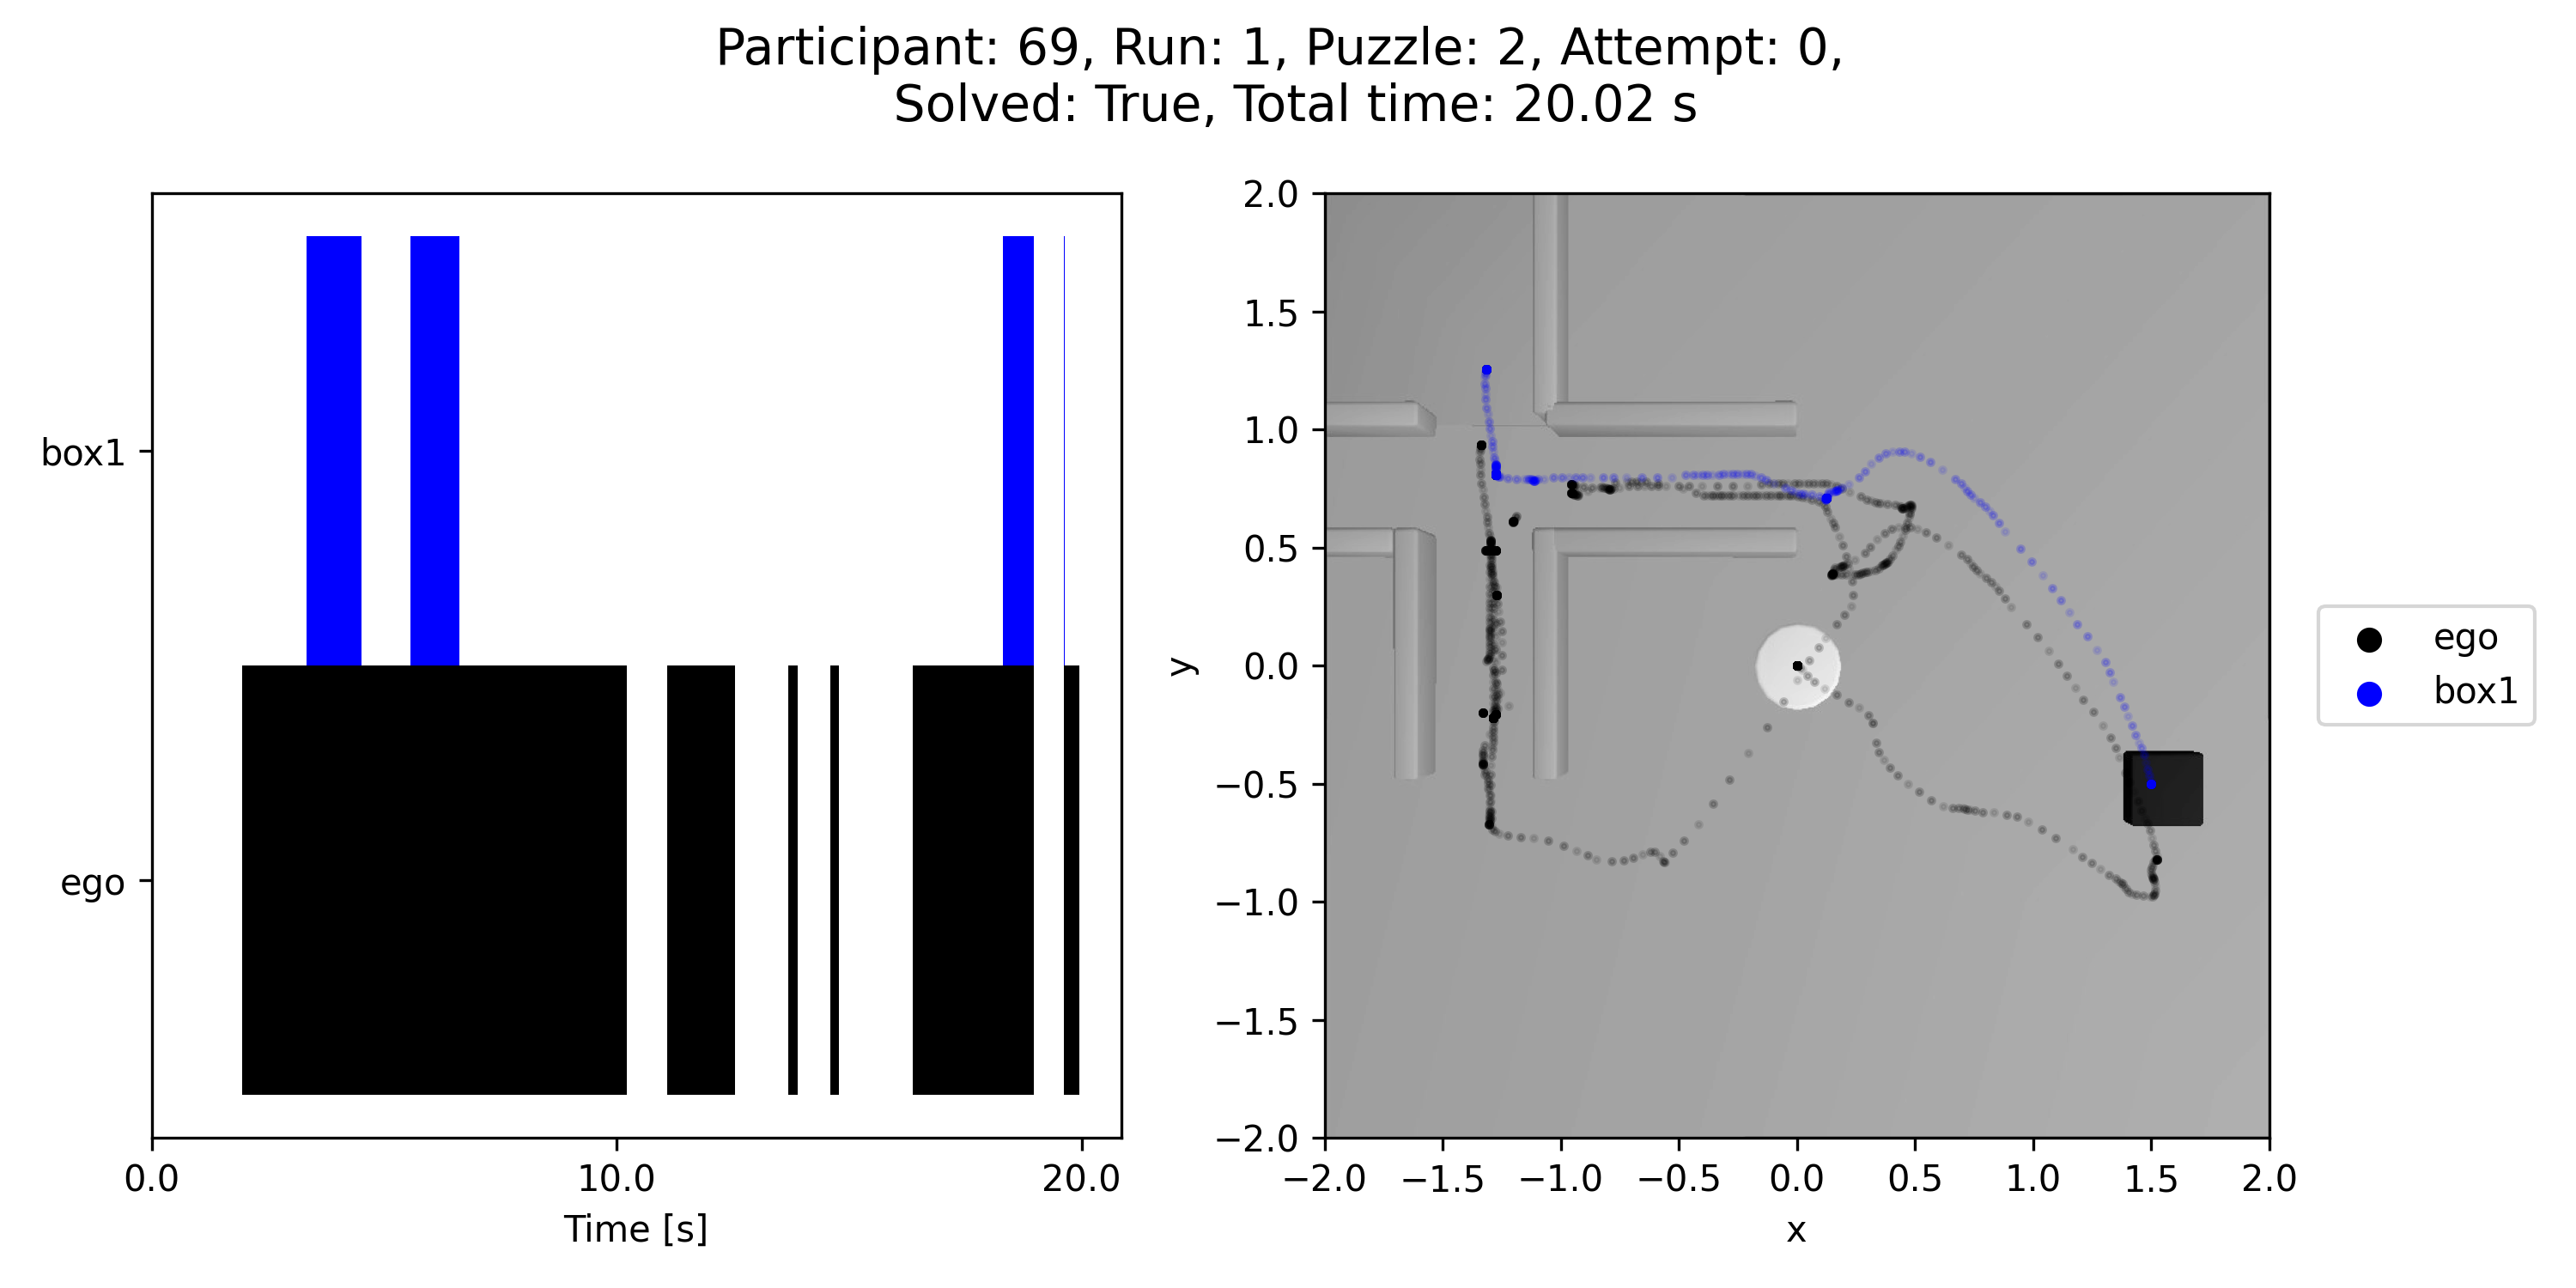 Participant: 69, Run: 1, Puzzle: 2, Attempt: 0,
Solved: True, Total time: 20.02 s
box1
ego
0.0
10.0
20.0
Time [s]
2.0
1.5
1.0
0.5
0.0
−0.5
−1.0
−1.5
−2.0
y
−2.0
−1.5
−1.0
−0.5
0.0
0.5
1.0
1.5
2.0
x
ego
box1